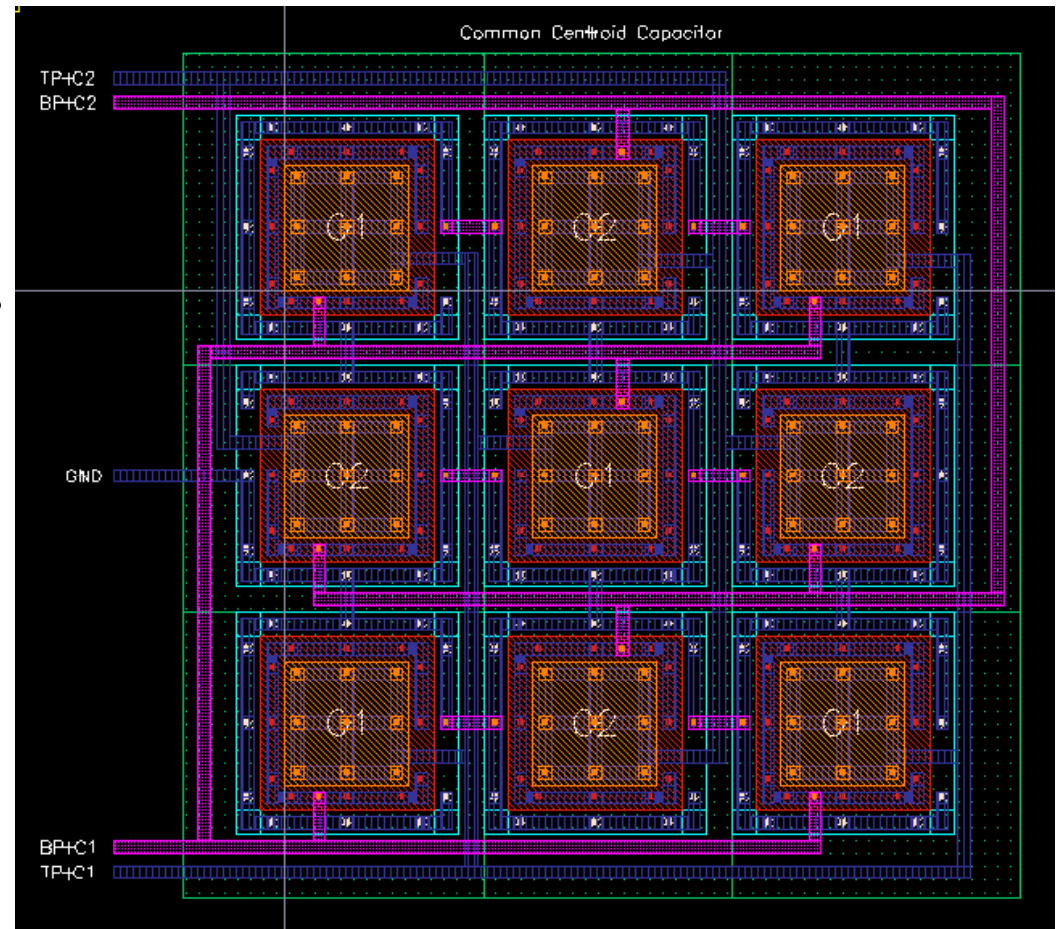 Common Centroid Capacitor
TP+C2
BP+C2
C1 C2 C1
GND C2 C1 C2
C1 C2 C1
BP+C1
TP+C1